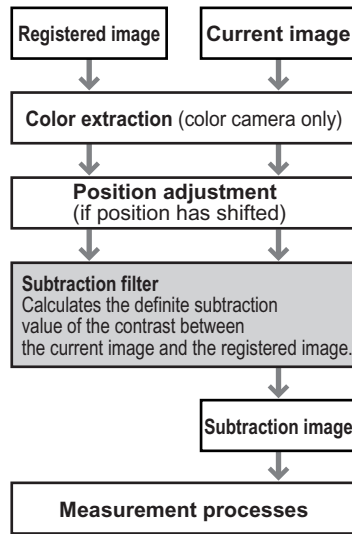 Registered image
Current image
Color extraction (color camera only)
Position adjustment
(if position has shifted)
Subtraction filter
Calculates the definite subtraction
value of the contrast between
the current image and the registered image.
Subtraction image
Measurement processes